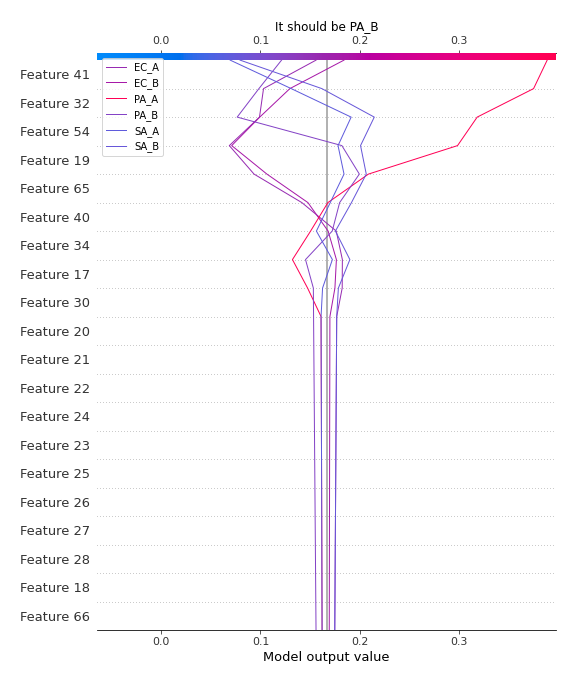 It should be PA_B
0.0 0.1 0.2 0.3
EC_A
EC_B
PA_A
PA_B
SA_A
SA_B
Feature 41
Feature 32
Feature 54
Feature 19
Feature 65
Feature 40
Feature 34
Feature 17
Feature 30
Feature 20
Feature 21
Feature 22
Feature 24
Feature 23
Feature 25
Feature 26
Feature 27
Feature 28
Feature 18
Feature 66
0.0 0.1 0.2 0.3
Model output value